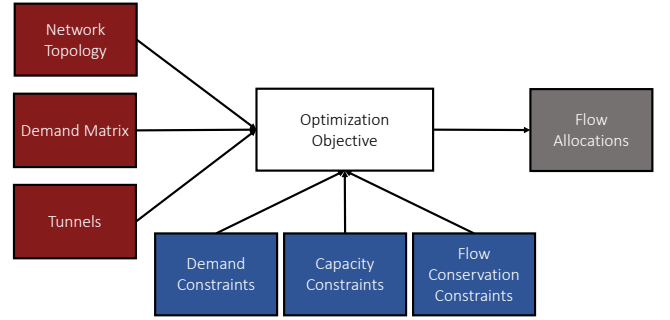 Network
Topology
Demand Matrix
Tunnels
Optimization
Objective
Flow
Allocations
Demand
Constraints
Capacity
Constraints
Flow
Conservation
Constraints